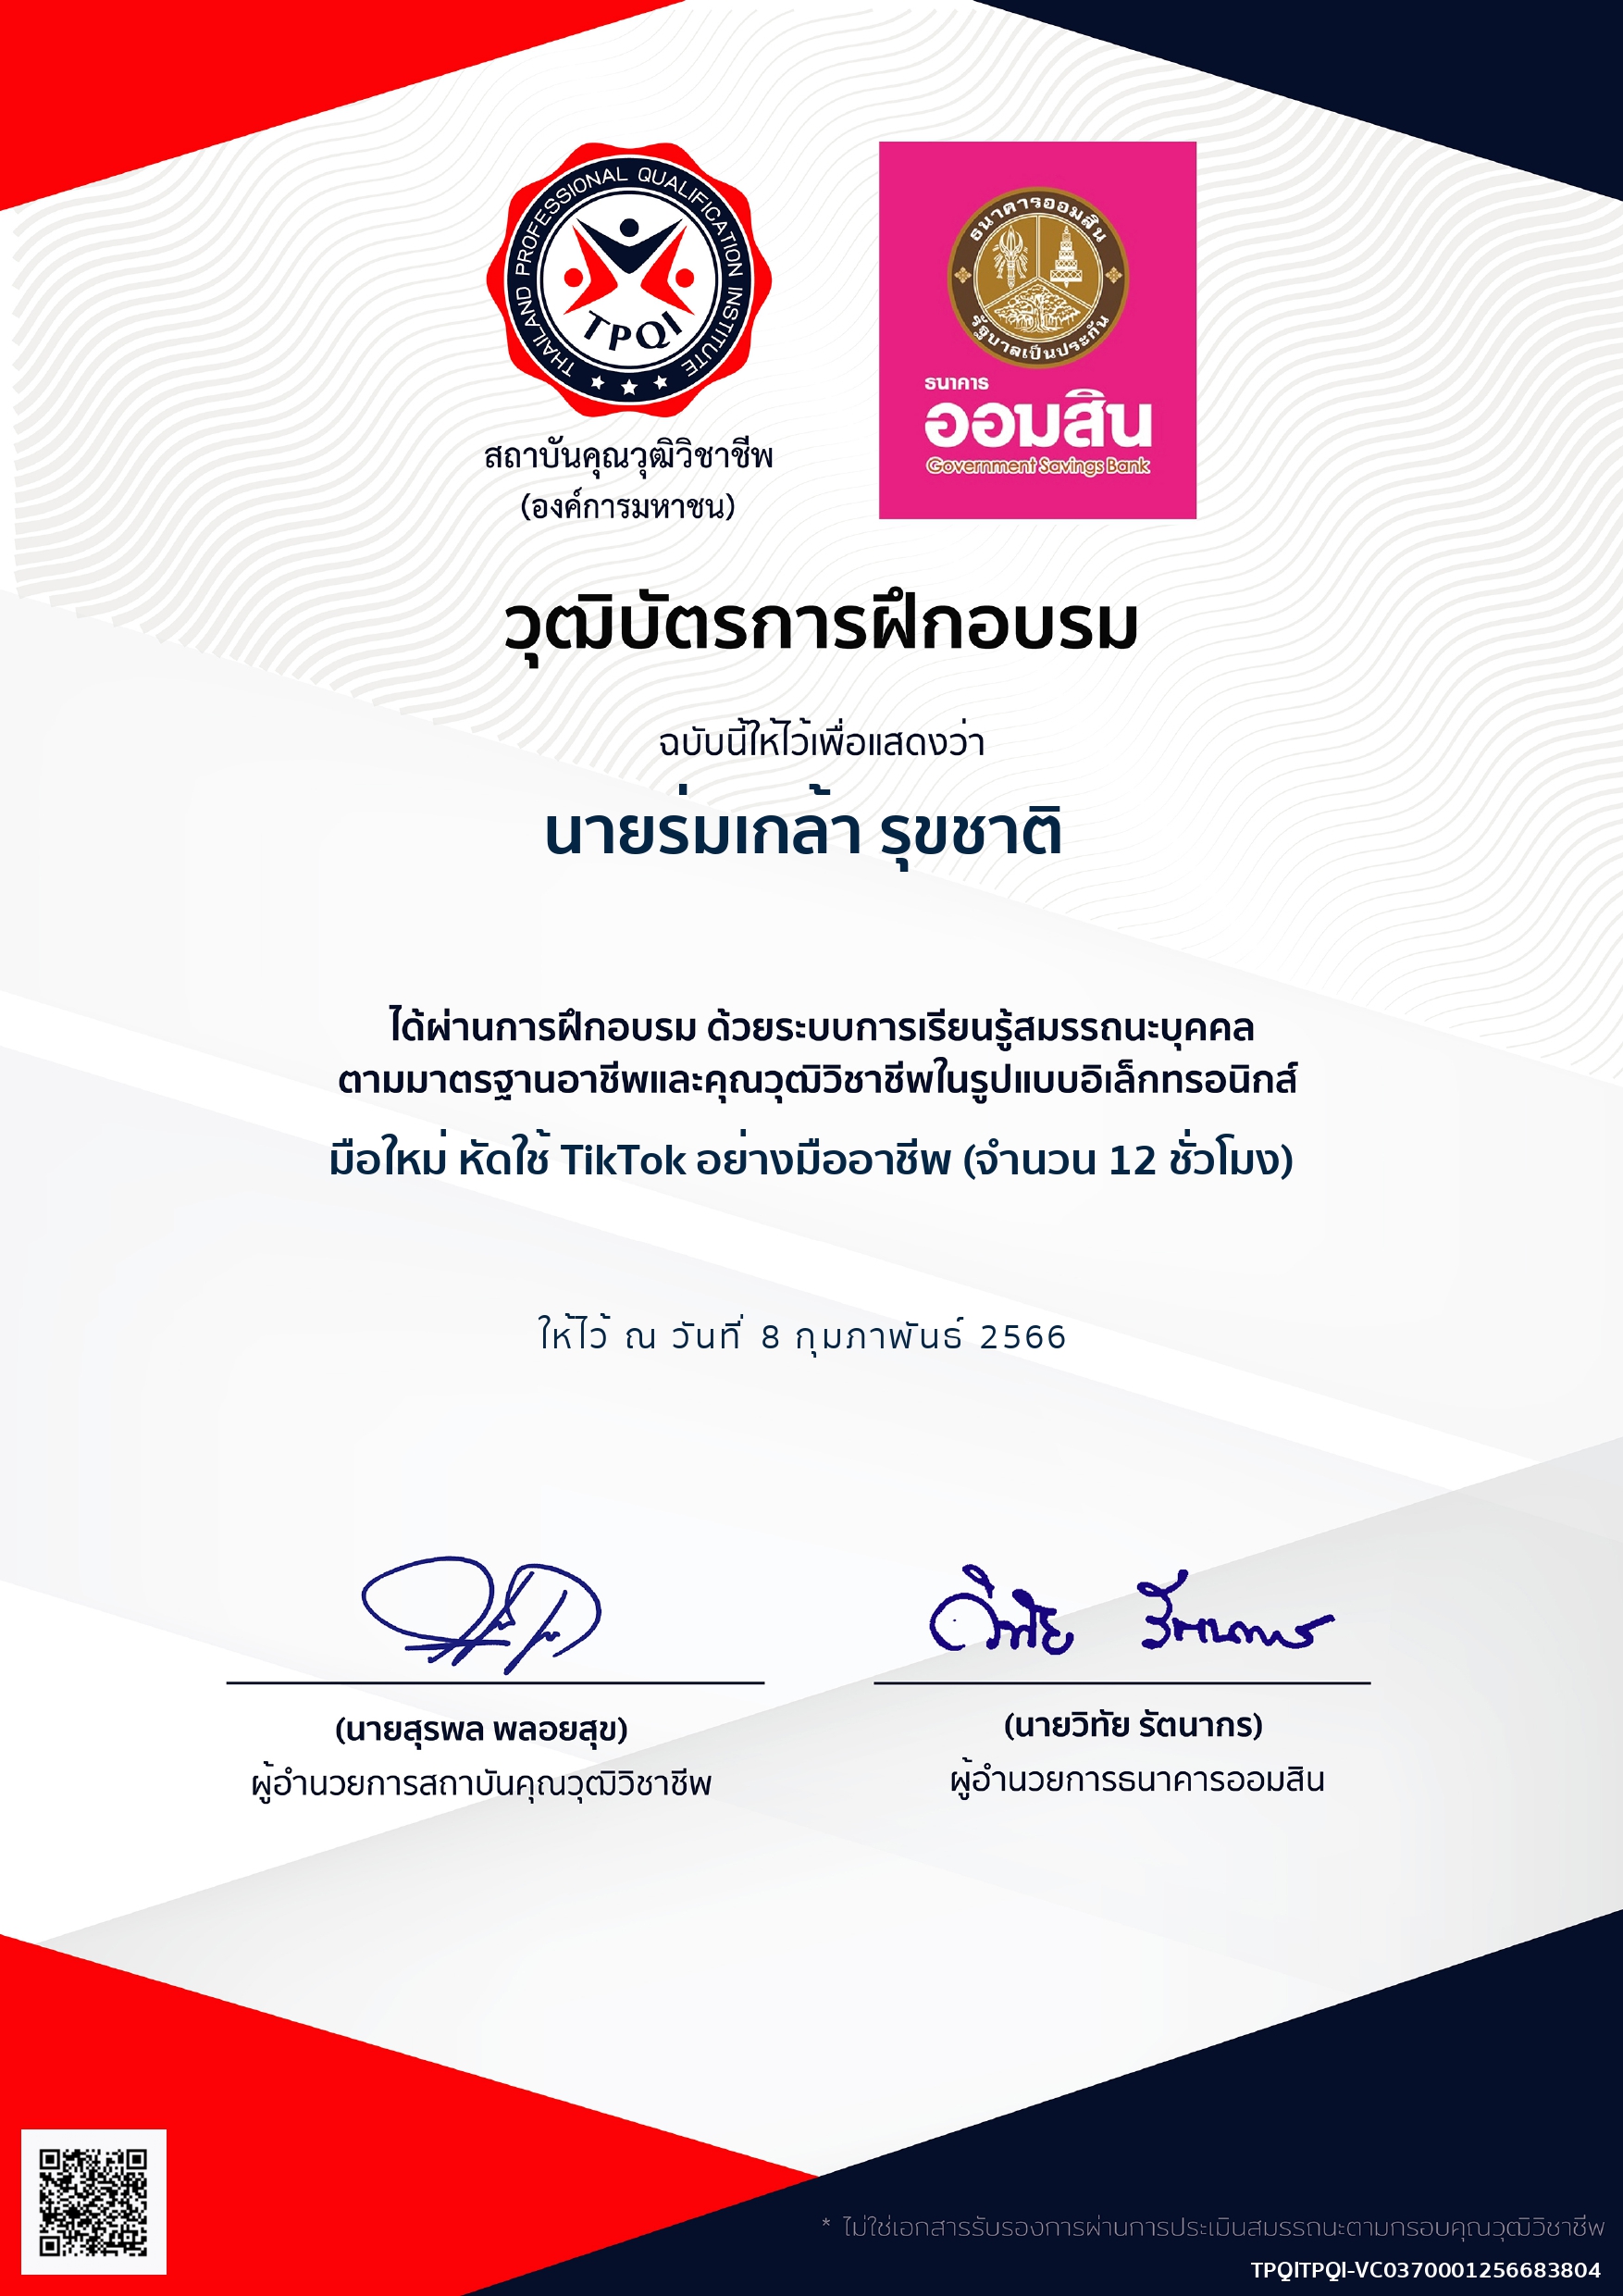 THAILAND PROFESSIONAL QUALIFICATION INSTITUTE
TPQI
สถาบันคุณวุฒิวิชาชีพ
(องค์การมหาชน)
ธนาคารออมสิน
รัฐบาลเป็นประกัน
ธนาคาร
ออมสิน
Government Savings Bank
วุฒิบัตรการฝึกอบรม
ฉบับนี้ให้ไว้เพื่อแสดงว่า
นายร่มเกล้า รุขชาติ
ได้ผ่านการฝึกอบรม ด้วยระบบการเรียนรู้สมรรถนะบุคคล
ตามมาตรฐานอาชีพและคุณวุฒิวิชาชีพในรูปแบบอิเล็กทรอนิกส์
มือใหม่ หัดใช้ TikTok อย่างมืออาชีพ (จำนวน 12 ชั่วโมง)
ให้ไว้ ณ วันที่ 8 กุมภาพันธ์ 2566
วิทัย รัตนากร
(นายสุรพล พลอยสุข)
ผู้อำนวยการสถาบันคุณวุฒิวิชาชีพ
(นายวิทัย รัตนากร)
ผู้อำนวยการธนาคารออมสิน
* ไม่ใช่เอกสารรับรองการผ่านการประเมินสมรรถนะตามกรอบคุณวุฒิวิชาชีพ
TPQITPQI-VC0370001256683804